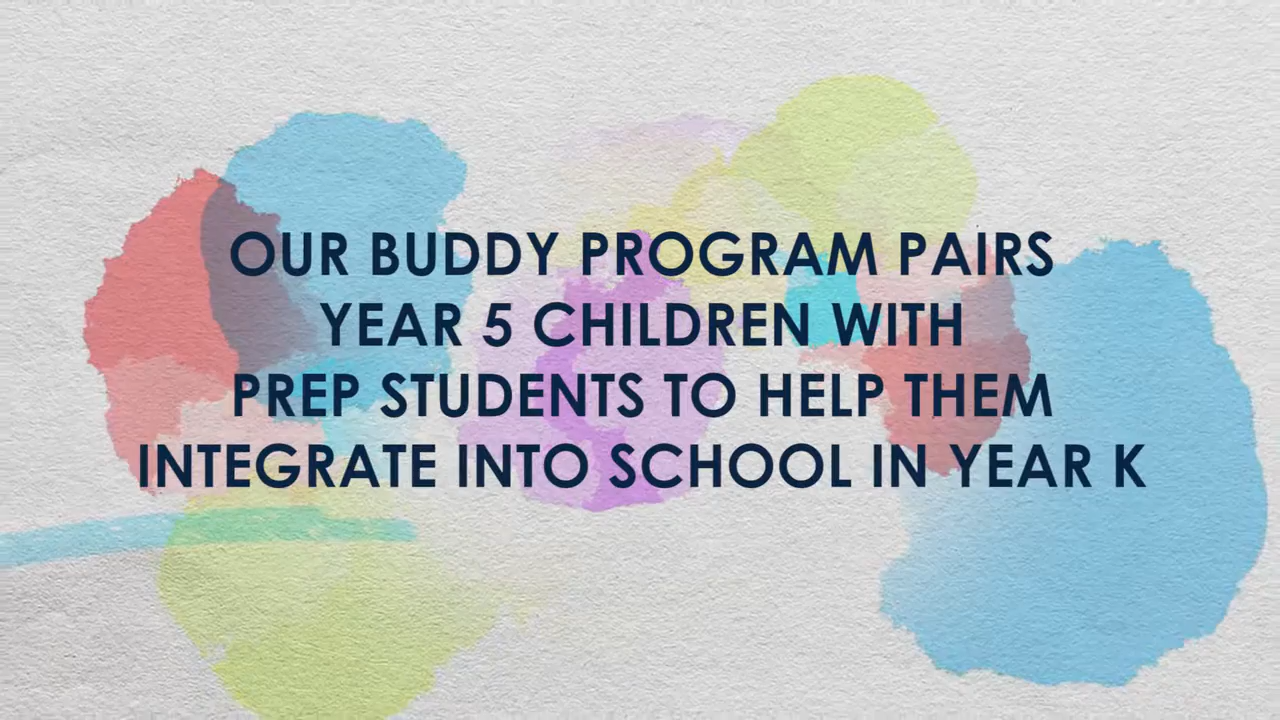 OUR BUDDY PROGRAM PAIRS
YEAR 5 CHILDREN WITH
PREP STUDENTS TO HELP THEM
INTEGRATE INTO SCHOOL IN YEAR K